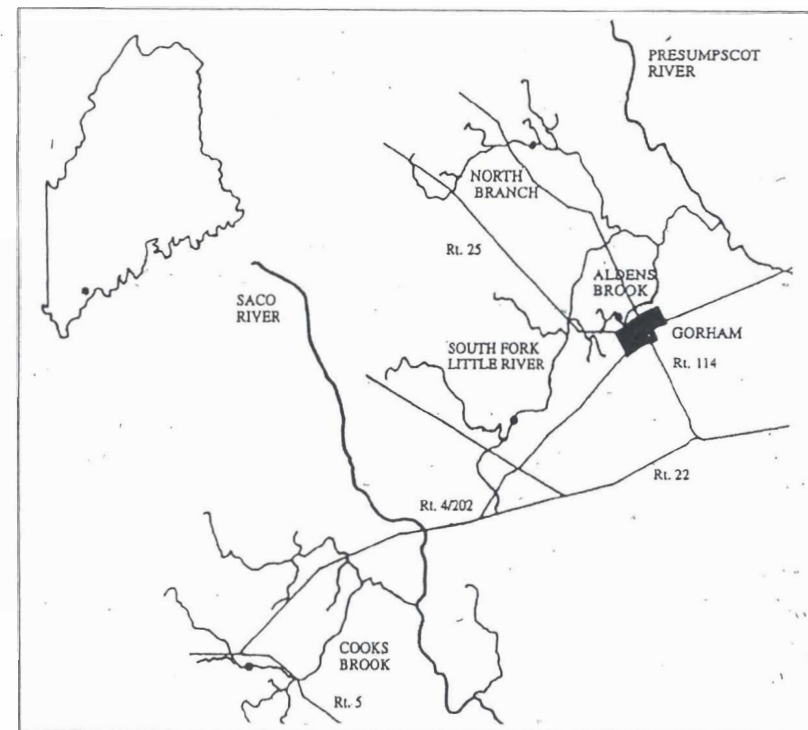 PRESUMPSCOT
RIVER
NORTH
BRANCH
Rt. 25
ALDENS
BROOK
SACO
RIVER
GORHAM
SOUTH FORK
LITTLE RIVER
Rt. 114
Rt. 22
Rt. 4/202
COOKS
BROOK
Rt. 5